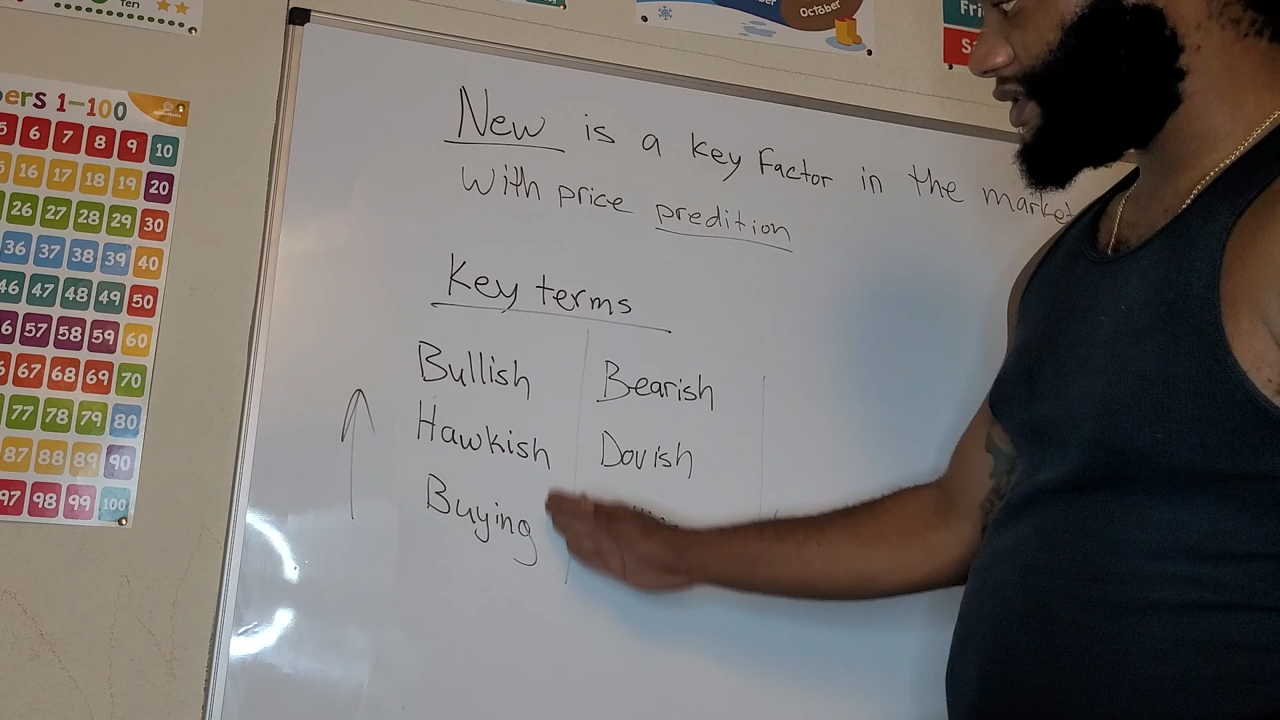 ten
October
Fri
ers 1-100
5 6 7 8 9 10
16 17 18 19 20
26 27 28 29 30
36 37 38 39 40
46 47 48 49 50
57 58 59 60
67 68 69 70
77 78 79 80
87 88 89 90
97 98 99 100
New is a key Factor in the market
with price predition
Key terms
Bullish Bearish
Hawkish Dovish
Buying